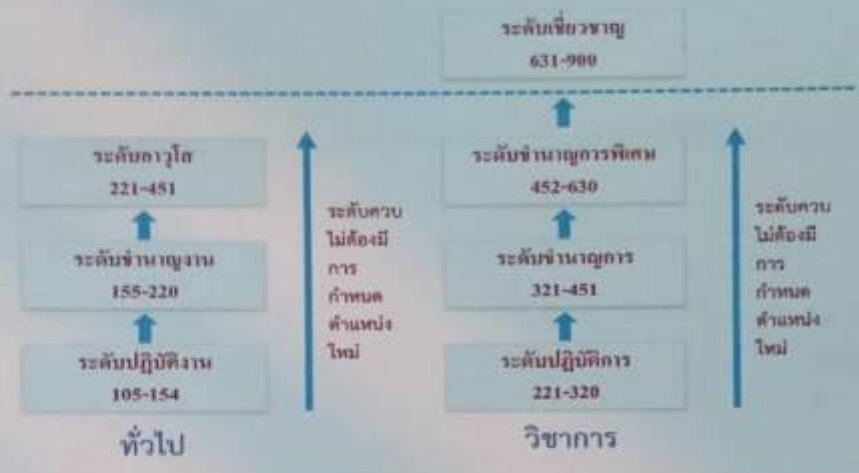 ระดับเชี่ยวชาญ
631-900
ระดับอาวุโส
221-451
ระดับชำนาญงาน
155-220
ระดับปฏิบัติงาน
105-154
ทั่วไป
ระดับควบ
ไม่ต้องมี
การ
กำหนด
ตำแหน่ง
ใหม่
ระดับชำนาญการพิเศษ
452-630
ระดับชำนาญการ
321-451
ระดับปฏิบัติการ
221-320
วิชาการ
ระดับควบ
ไม่ต้องมี
การ
กำหนด
ตำแหน่ง
ใหม่